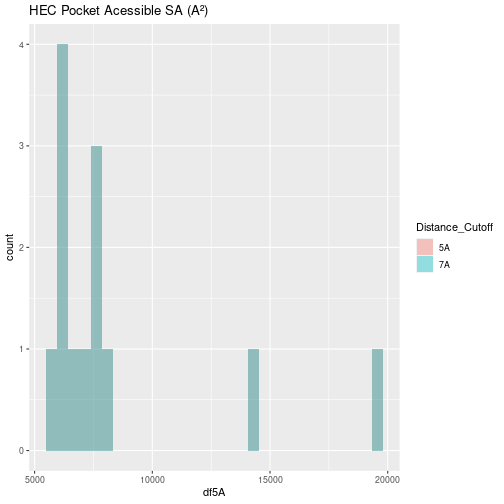 HEC Pocket Acessible SA (A²)
4
3
2
1
0
count
5000 10000 15000 20000
df5A
Distance_Cutoff
5A
7A